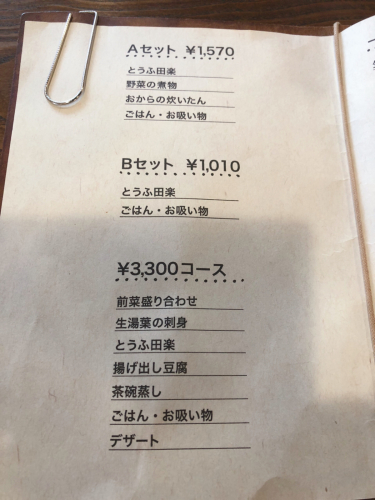 Aセット ¥1,570
とうふ田楽
野菜の煮物
おからの炊いたん
ごはん・お吸い物
Bセット ¥1,010
とうふ田楽
ごはん・お吸い物
¥3,300コース
前菜盛り合わせ
生湯葉の刺身
とうふ田楽
揚げ出し豆腐
茶碗蒸し
ごはん・お吸い物
デザート